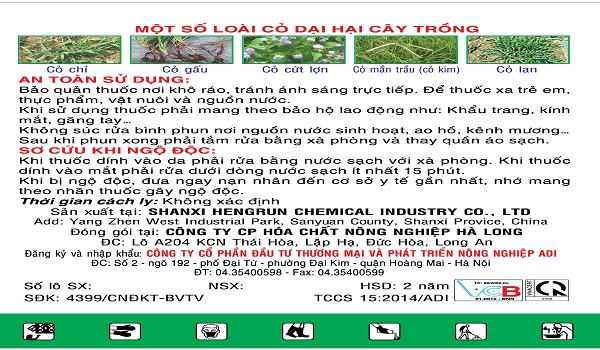 MỘT SỐ LOÀI CỎ DẠI HẠI CÂY TRỒNG
Cỏ chỉ
Cỏ gấu
Cỏ cứt lợn
Cỏ mần trầu (cỏ kim)
Cỏ lan
AN TOÀN SỬ DỤNG:
Bảo quản thuốc nơi khô ráo, tránh ánh sáng trực tiếp. Để thuốc xa trẻ em,
thực phẩm, vật nuôi và nguồn nước.
Khi sử dụng thuốc phải mang theo bảo hộ lao động như: Khẩu trang, kính
mắt, găng tay...
Không súc rửa bình phun nơi nguồn nước sinh hoạt, ao hồ, kênh mương...
Sau khi phun xong phải tắm rửa bằng xà phòng và thay quần áo sạch.
SƠ CỨU KHI NGỘ ĐỘC:
Khi thuốc dính vào da phải rửa bằng nước sạch với xà phòng. Khi thuốc
dính vào mắt phải rửa dưới dòng nước sạch ít nhất 15 phút.
Khi bị ngộ độc, đưa ngay nạn nhân đến cơ sở y tế gần nhất, nhớ mang
theo nhãn thuốc gây ngộ độc.
Thời gian cách ly: Không xác định
Sản xuất tại: SHANXI HENGRUN CHEMICAL INDUSTRY CO., LTD
Add: Yang Zhen West Industrial Park, Sanyuan County, Shanxi Provice, China
Đóng gói tại: CÔNG TY CP HÓA CHẤT NÔNG NGHIỆP HÀ LONG
ĐC: Lô A204 KCN Thái Hòa, Lập Hạ, Đức Hòa, Long An
Đăng ký và nhập khẩu: CÔNG TY CỔ PHẦN ĐẦU TƯ THƯƠNG MẠI VÀ PHÁT TRIỂN NÔNG NGHIỆP ADI
ĐC: Số 2 - ngõ 192 - phố Đại Từ - phường Đại Kim - quận Hoàng Mai - Hà Nội
ĐT: 04.35400598 - Fax: 04.35400599
Số lô SX: NSX: HSD: 2 năm
SĐK: 4399/CNĐKT-BVTV TCCS 15:2014/ADI